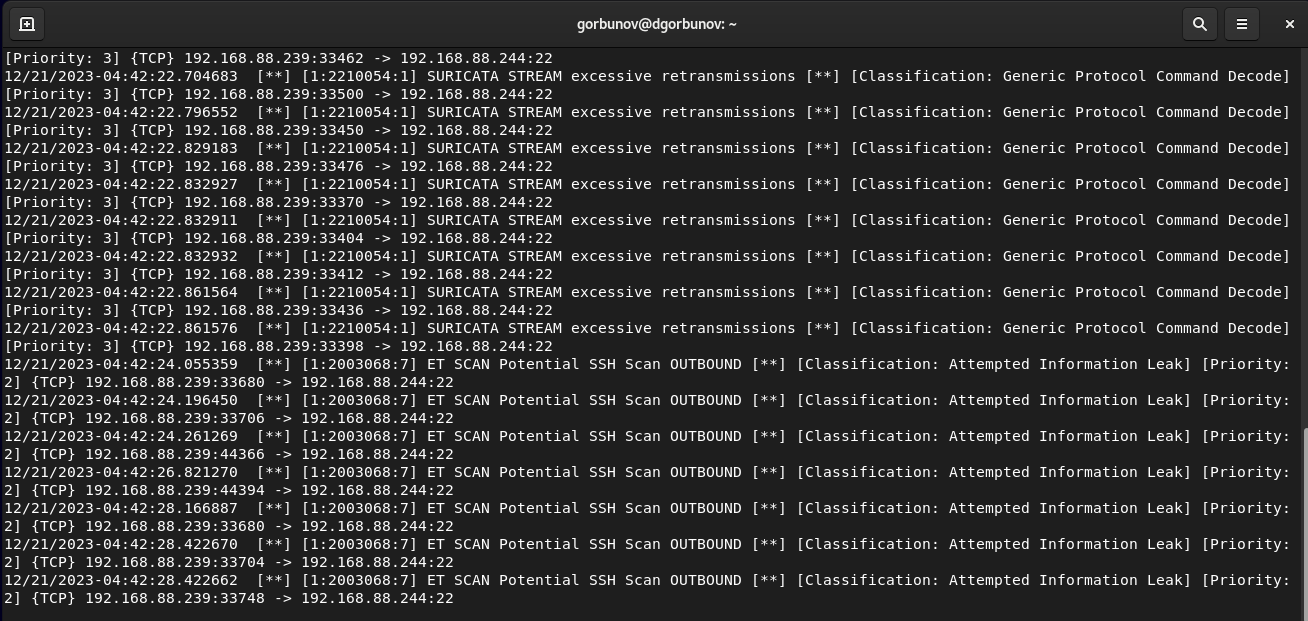 gorbunov@dgorbunov: ~
[Priority: 3] {TCP} 192.168.88.239:33462 -> 192.168.88.244:22
12/21/2023-04:42:22.704683  [**] [1:2210054:1] SURICATA STREAM excessive retransmissions [**] [Classification: Generic Protocol Command Decode]
[Priority: 3] {TCP} 192.168.88.239:33500 -> 192.168.88.244:22
12/21/2023-04:42:22.796552  [**] [1:2210054:1] SURICATA STREAM excessive retransmissions [**] [Classification: Generic Protocol Command Decode]
[Priority: 3] {TCP} 192.168.88.239:33450 -> 192.168.88.244:22
12/21/2023-04:42:22.829183  [**] [1:2210054:1] SURICATA STREAM excessive retransmissions [**] [Classification: Generic Protocol Command Decode]
[Priority: 3] {TCP} 192.168.88.239:33476 -> 192.168.88.244:22
12/21/2023-04:42:22.832927  [**] [1:2210054:1] SURICATA STREAM excessive retransmissions [**] [Classification: Generic Protocol Command Decode]
[Priority: 3] {TCP} 192.168.88.239:33370 -> 192.168.88.244:22
12/21/2023-04:42:22.832911  [**] [1:2210054:1] SURICATA STREAM excessive retransmissions [**] [Classification: Generic Protocol Command Decode]
[Priority: 3] {TCP} 192.168.88.239:33404 -> 192.168.88.244:22
12/21/2023-04:42:22.832932  [**] [1:2210054:1] SURICATA STREAM excessive retransmissions [**] [Classification: Generic Protocol Command Decode]
[Priority: 3] {TCP} 192.168.88.239:33412 -> 192.168.88.244:22
12/21/2023-04:42:22.861564  [**] [1:2210054:1] SURICATA STREAM excessive retransmissions [**] [Classification: Generic Protocol Command Decode]
[Priority: 3] {TCP} 192.168.88.239:33436 -> 192.168.88.244:22
12/21/2023-04:42:22.861576  [**] [1:2210054:1] SURICATA STREAM excessive retransmissions [**] [Classification: Generic Protocol Command Decode]
[Priority: 3] {TCP} 192.168.88.239:33398 -> 192.168.88.244:22
12/21/2023-04:42:24.055359  [**] [1:2003068:7] ET SCAN Potential SSH Scan OUTBOUND [**] [Classification: Attempted Information Leak] [Priority:
2] {TCP} 192.168.88.239:33680 -> 192.168.88.244:22
12/21/2023-04:42:24.196450  [**] [1:2003068:7] ET SCAN Potential SSH Scan OUTBOUND [**] [Classification: Attempted Information Leak] [Priority:
2] {TCP} 192.168.88.239:33706 -> 192.168.88.244:22
12/21/2023-04:42:24.261269  [**] [1:2003068:7] ET SCAN Potential SSH Scan OUTBOUND [**] [Classification: Attempted Information Leak] [Priority:
2] {TCP} 192.168.88.239:44366 -> 192.168.88.244:22
12/21/2023-04:42:26.821270  [**] [1:2003068:7] ET SCAN Potential SSH Scan OUTBOUND [**] [Classification: Attempted Information Leak] [Priority:
2] {TCP} 192.168.88.239:44394 -> 192.168.88.244:22
12/21/2023-04:42:28.166887  [**] [1:2003068:7] ET SCAN Potential SSH Scan OUTBOUND [**] [Classification: Attempted Information Leak] [Priority:
2] {TCP} 192.168.88.239:33680 -> 192.168.88.244:22
12/21/2023-04:42:28.422670  [**] [1:2003068:7] ET SCAN Potential SSH Scan OUTBOUND [**] [Classification: Attempted Information Leak] [Priority:
2] {TCP} 192.168.88.239:33704 -> 192.168.88.244:22
12/21/2023-04:42:28.422662  [**] [1:2003068:7] ET SCAN Potential SSH Scan OUTBOUND [**] [Classification: Attempted Information Leak] [Priority:
2] {TCP} 192.168.88.239:33748 -> 192.168.88.244:22